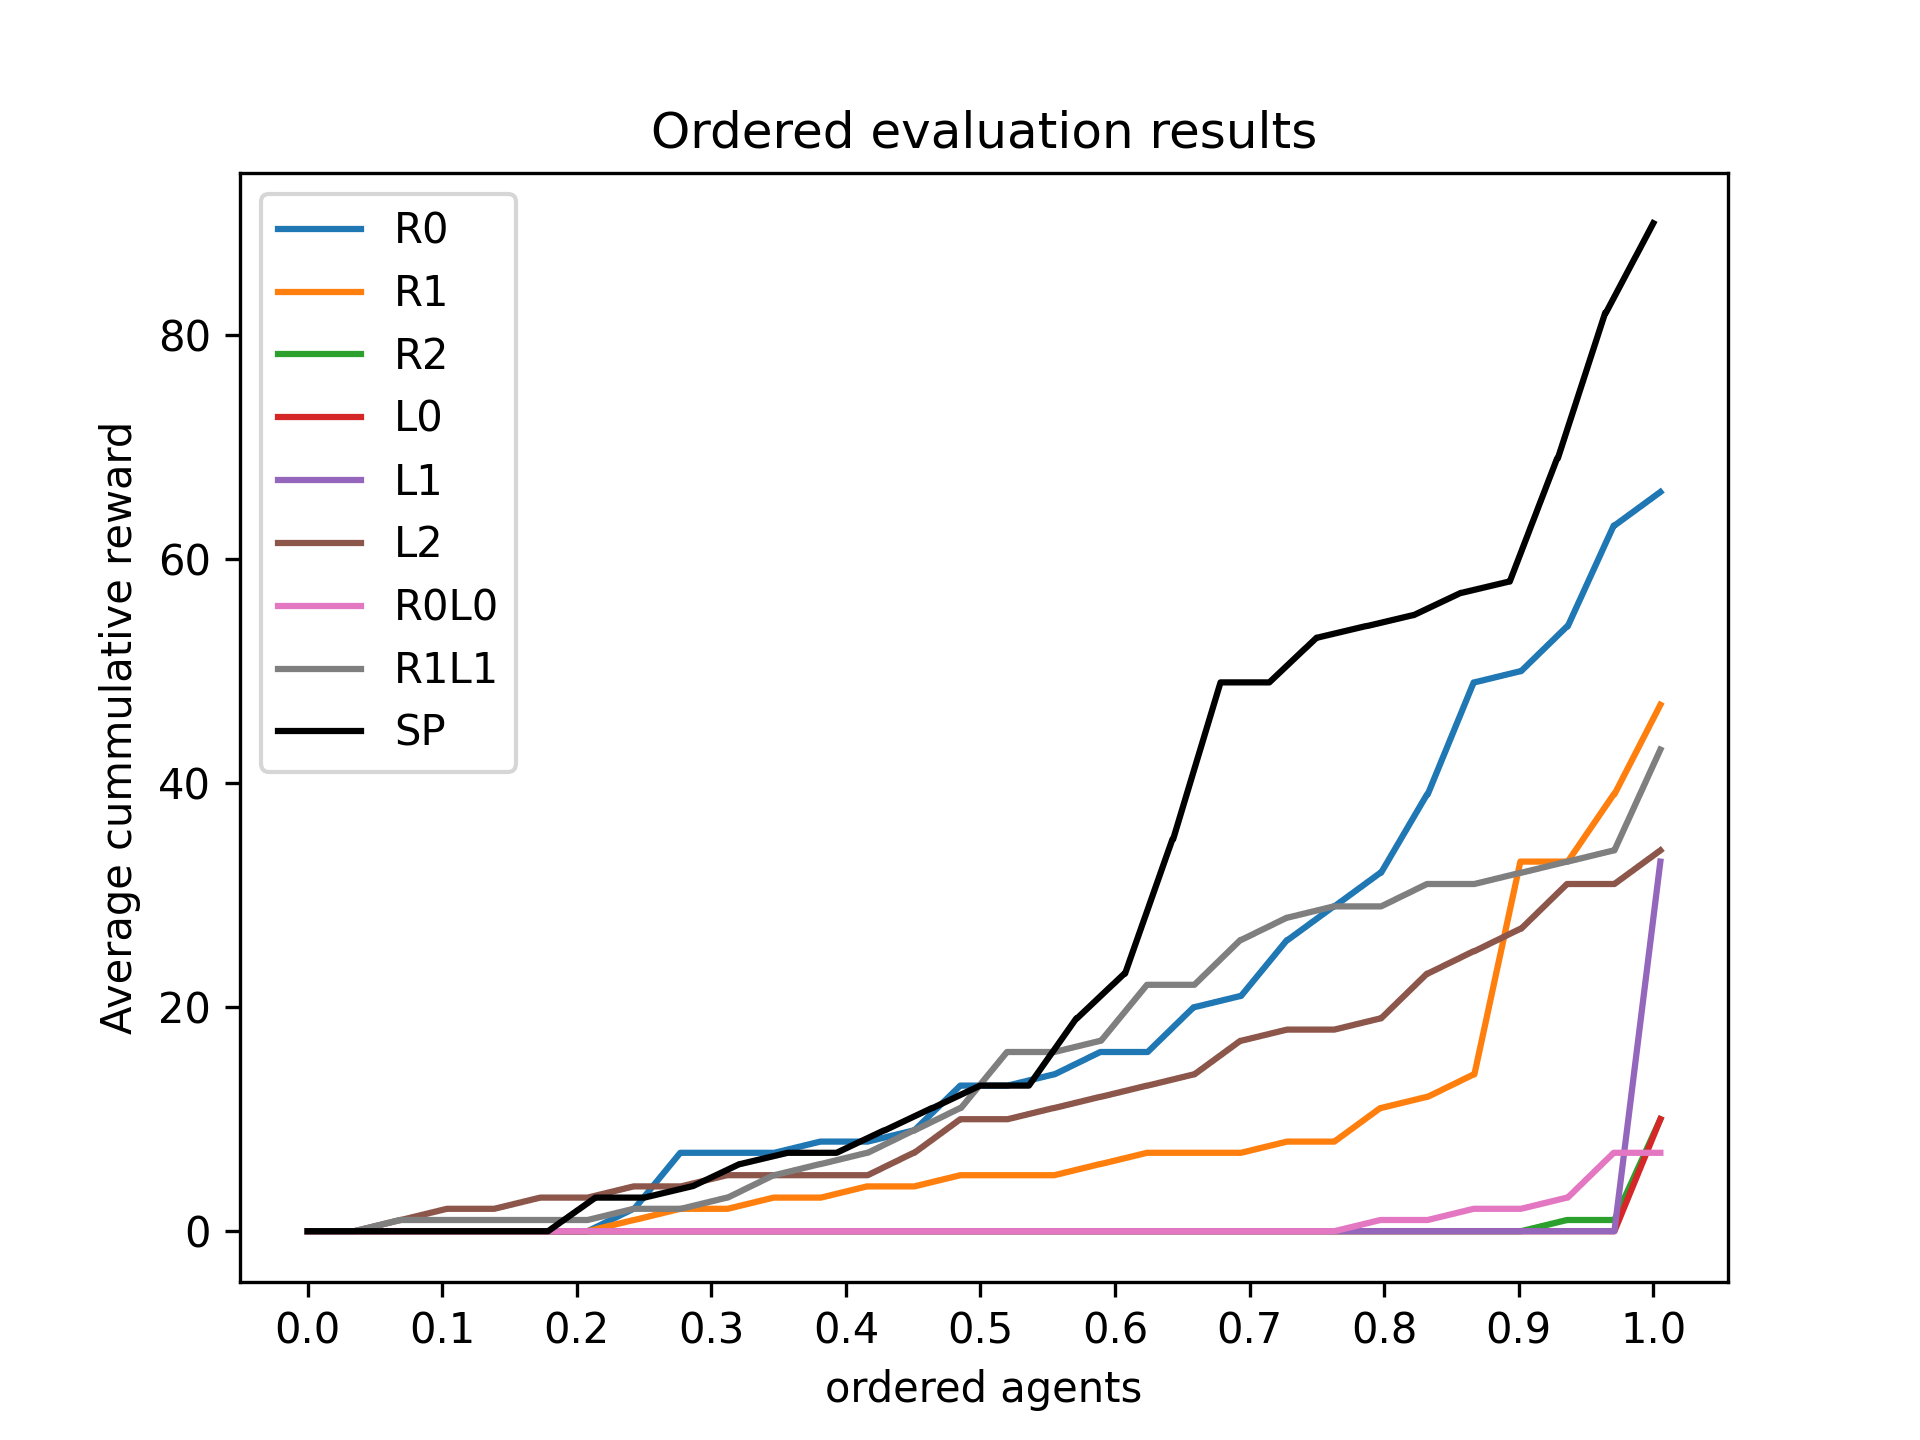 Ordered evaluation results
R0
R1
R2
L0
L1
L2
R0L0
R1L1
SP
Average cummulative reward
80
60
40
20
0
0.0 0.1 0.2 0.3 0.4 0.5 0.6 0.7 0.8 0.9 1.0
ordered agents